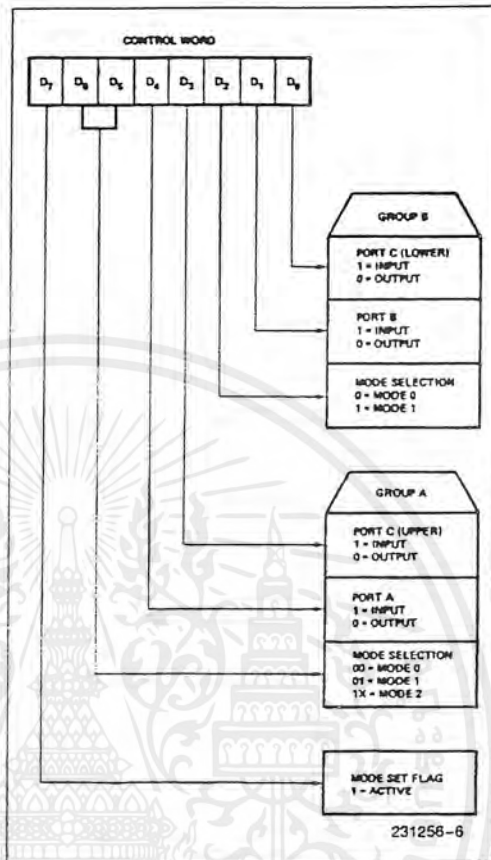 CONTROL WORD
D7 D6 D5 D4 D3 D2 D1 D0
GROUP B
PORT C (LOWER)
1 = INPUT
0 = OUTPUT
PORT B
1 = INPUT
0 = OUTPUT
MODE SELECTION
0 = MODE 0
1 = MODE 1
GROUP A
PORT C (UPPER)
1 = INPUT
0 = OUTPUT
PORT A
1 = INPUT
0 = OUTPUT
MODE SELECTION
00 = MODE 0
01 = MODE 1
1X = MODE 2
MODE SET FLAG
1 = ACTIVE
231256-6